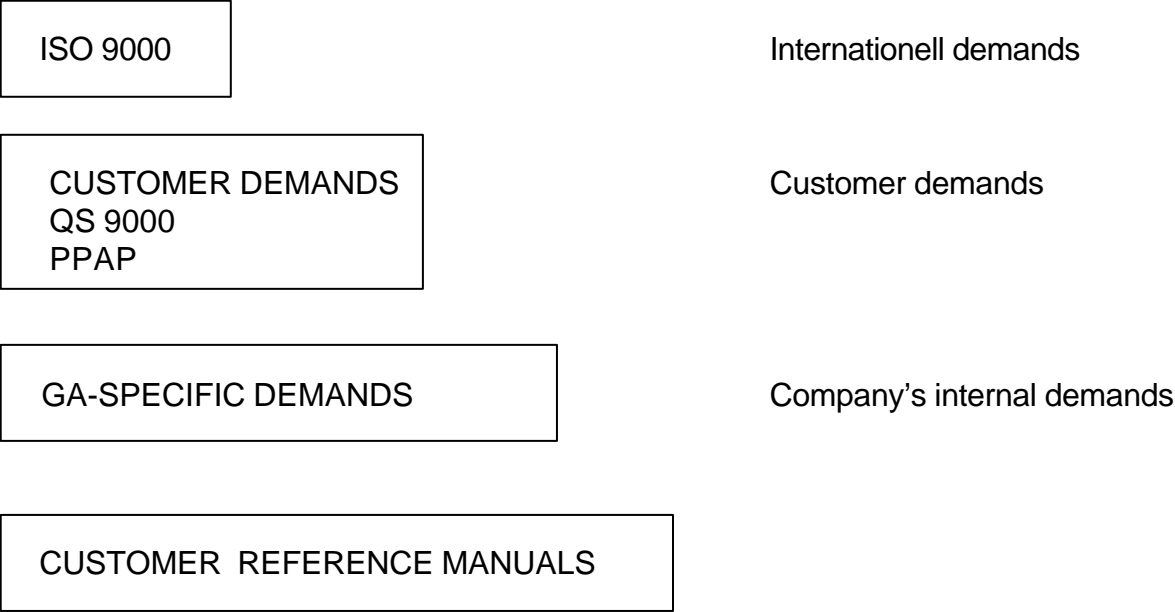 ISO 9000
Internationell demands
CUSTOMER DEMANDS
Customer demands
QS 9000
PPAP
GA-SPECIFIC DEMANDS
Company’s internal demands
CUSTOMER  REFERENCE MANUALS